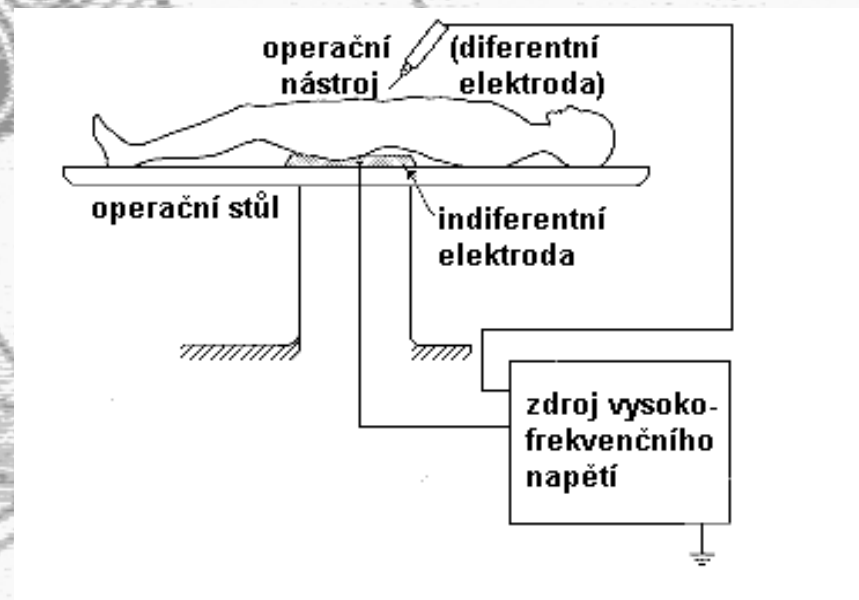 operační (diferentní
nástroj elektroda)
operační stůl
indiferentní
elektroda
zdroj vysoko-
frekvenčního
napětí